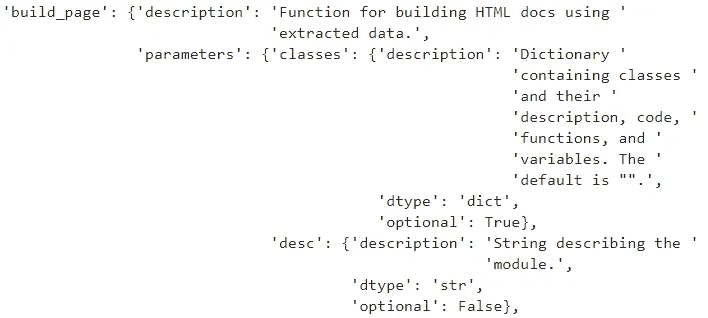 'build_page': {'description': 'Function for building HTML docs using '
'extracted data.',
'parameters': {'classes': {'description': 'Dictionary '
'containing classes '
'and their '
'description, code, '
'functions, and '
'variables. The '
'default is "".',
'dtype': 'dict',
'optional': True},
'desc': {'description': 'String describing the '
'module.',
'dtype': 'str',
'optional': False},